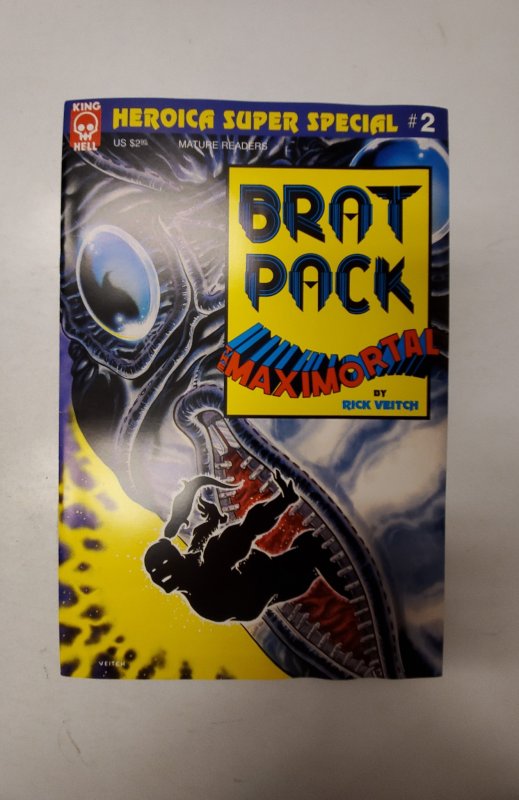 KING
HELL
HEROICA SUPER SPECIAL #2
US $2.95 MATURE READERS
BRAT
PACK
THE MAXIMORTAL
BY
RICK VEITCH
VEITCH